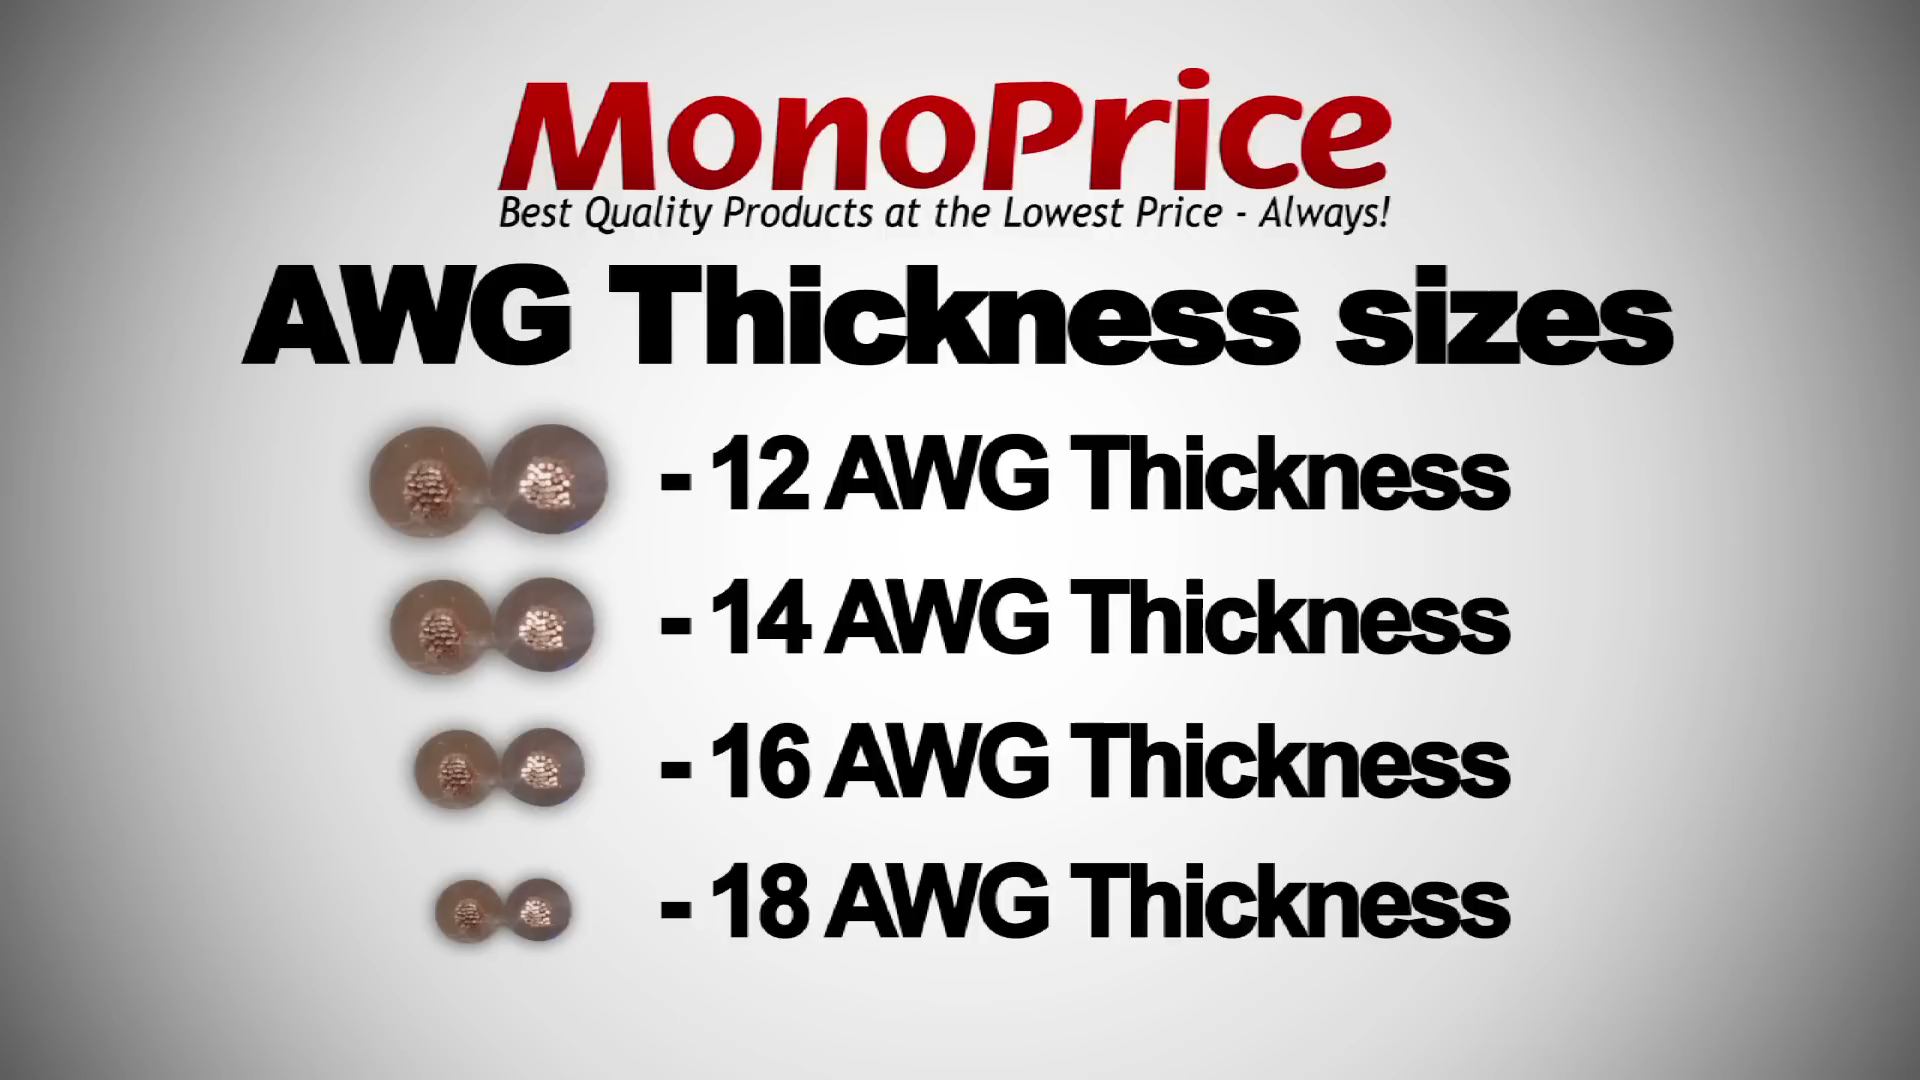 MonoPrice
Best Quality Products at the Lowest Price - Always!
AWG Thickness sizes
- 12 AWG Thickness
- 14 AWG Thickness
- 16 AWG Thickness
- 18 AWG Thickness